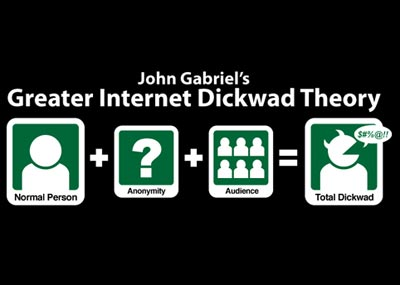 John Gabriel's
Greater Internet Dickwad Theory
$#%@!!
+ ? + =
Normal Person Anonymity Audience Total Dickwad